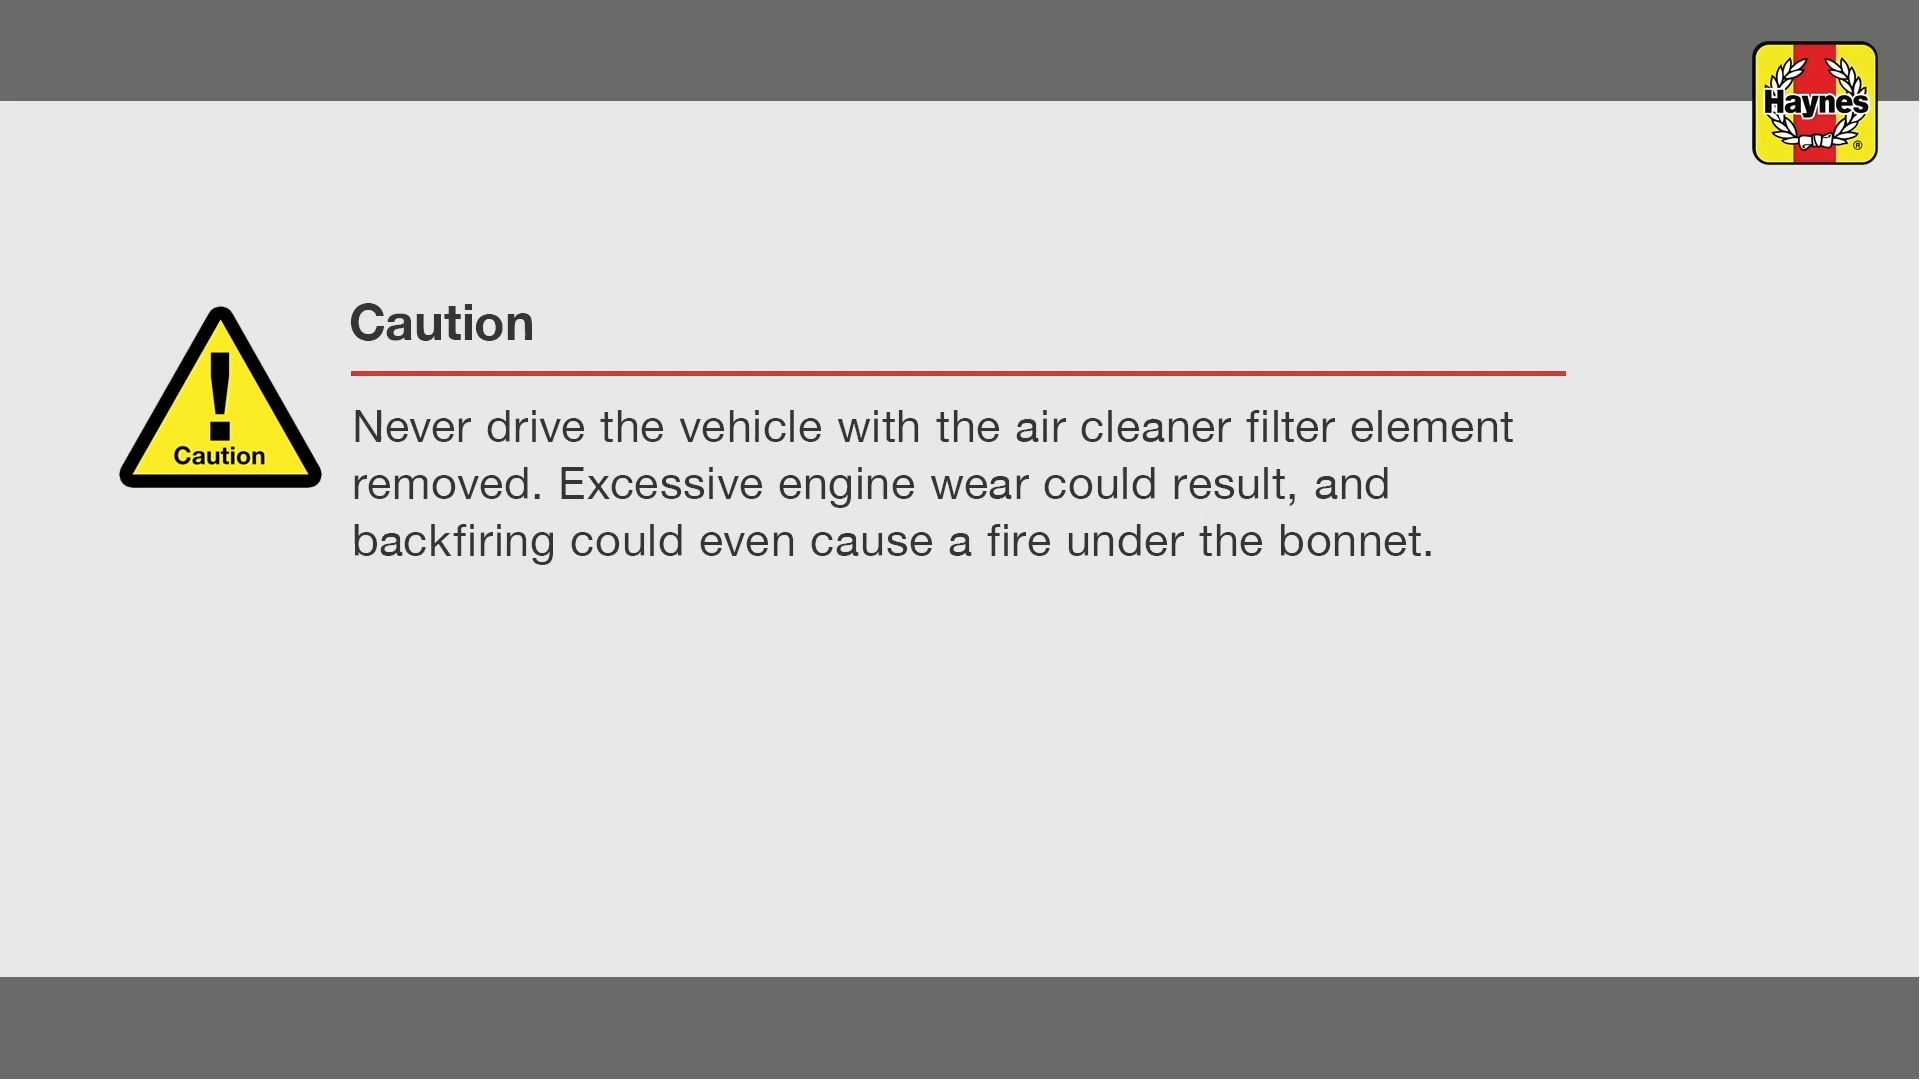 Haynes
®
Caution
Caution
Never drive the vehicle with the air cleaner filter element
removed. Excessive engine wear could result, and
backfiring could even cause a fire under the bonnet.